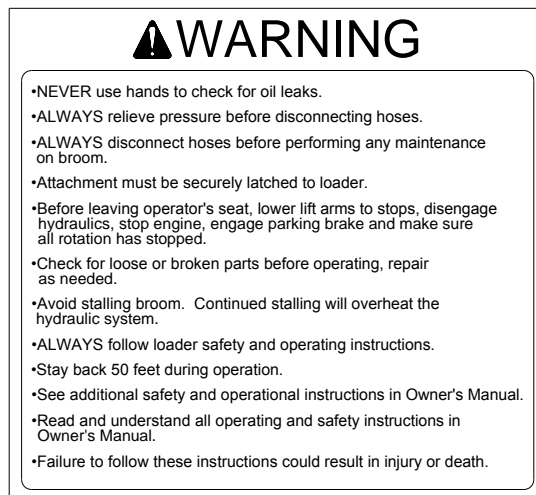 WARNING
•NEVER use hands to check for oil leaks.
•ALWAYS relieve pressure before disconnecting hoses.
•ALWAYS disconnect hoses before performing any maintenance
on broom.
•Attachment must be securely latched to loader.
•Before leaving operator's seat, lower lift arms to stops, disengage
hydraulics, stop engine, engage parking brake and make sure
all rotation has stopped.
•Check for loose or broken parts before operating, repair
as needed.
•Avoid stalling broom.  Continued stalling will overheat the
hydraulic system.
•ALWAYS follow loader safety and operating instructions.
•Stay back 50 feet during operation.
•See additional safety and operational instructions in Owner's Manual.
•Read and understand all operating and safety instructions in
Owner's Manual.
•Failure to follow these instructions could result in injury or death.